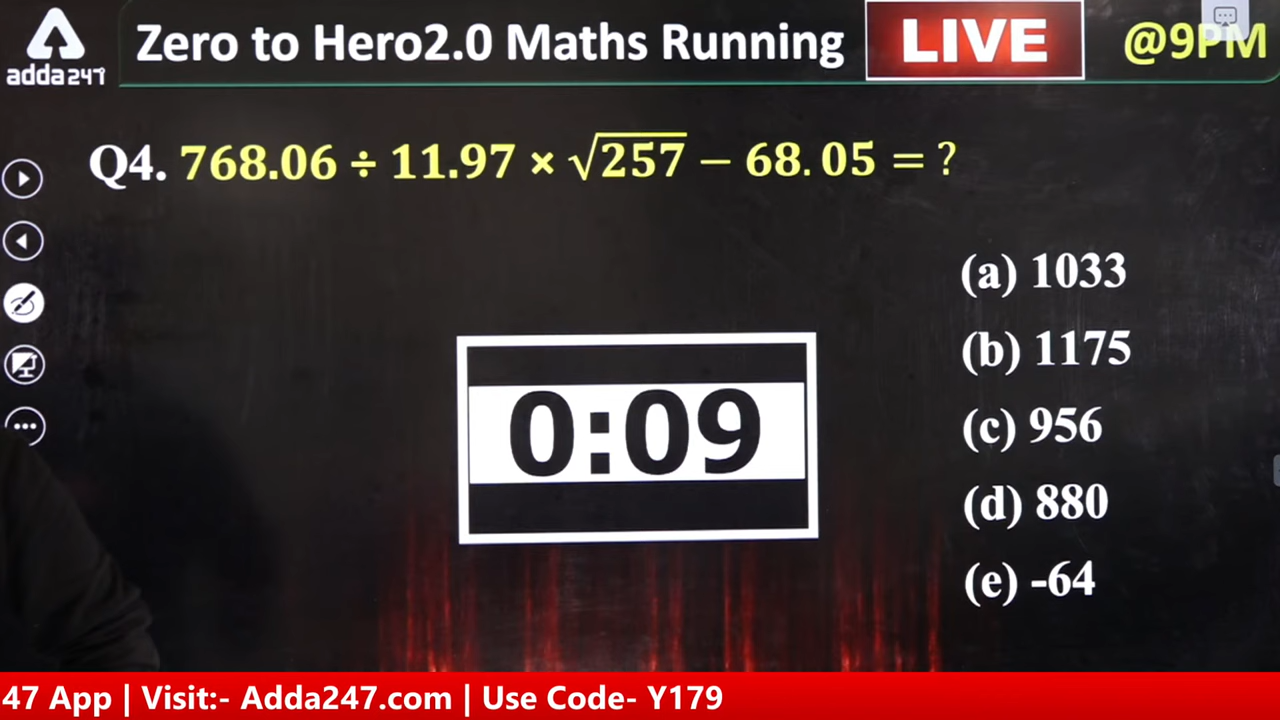 adda247
Zero to Hero2.0 Maths Running
LIVE
@9PM
Q4. 768.06 ÷ 11.97 × √257 − 68.05 = ?
(a) 1033
(b) 1175
(c) 956
(d) 880
(e) -64
0:09
47 App | Visit:- Adda247.com | Use Code- Y179